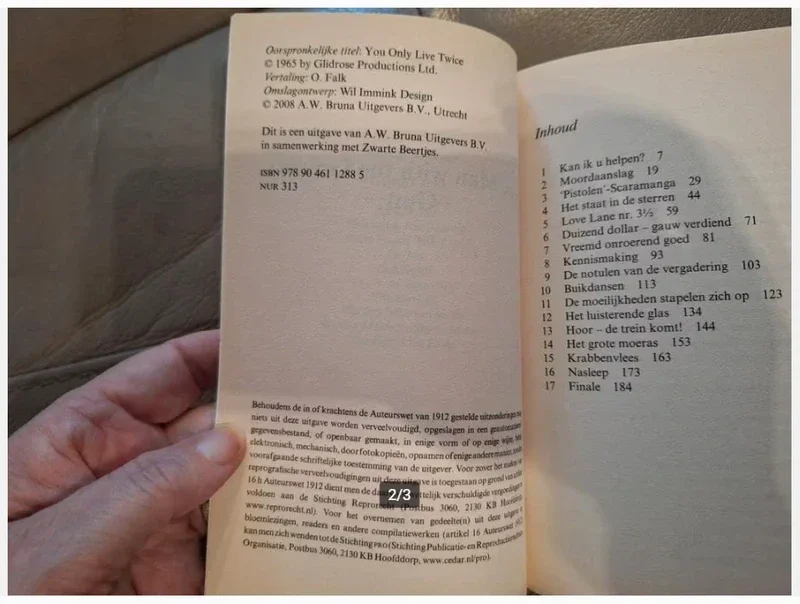 Oorspronkelijke titel: You Only Live Twice
© 1965 by Glidrose Productions Ltd.
Vertaling: O. Falk
Omslagontwerp: Wil Immink Design
© 2008 A.W. Bruna Uitgevers B.V., Utrecht
Dit is een uitgave van A.W. Bruna Uitgevers B.V.
in samenwerking met Zwarte Beertjes.
ISBN 978 90 461 1288 5
NUR 313
Behoudens de in of krachtens de Auteurswet van 1912 gestelde uitzonderingen mag
niets uit deze uitgave worden verveelvoudigd, opgeslagen in een geautomatiseerd
gegevensbestand, of openbaar gemaakt, in enige vorm of op enige wijze, hetzij
elektronisch, mechanisch, door fotokopieën, opnamen of enige andere manier, zonder
voorafgaande schriftelijke toestemming van de uitgever. Voor zover het maken van
reprografische verveelvoudigingen uit deze uitgave is toegestaan op grond van artikel
16 h Auteurswet 1912 dient men de daarvoor wettelijk verschuldigde vergoedingen te
voldoen aan de Stichting Reprorecht (Postbus 3060, 2130 KB Hoofddorp,
www.reprorecht.nl). Voor het overnemen van gedeelte(n) uit deze uitgave in
bloemlezingen, readers en andere compilatiewerken (artikel 16 Auteurswet 1912)
kan men zich wenden tot de Stichting PRO (Stichting Publicatie- en Reproductierechten
Organisatie, Postbus 3060, 2130 KB Hoofddorp, www.cedar.nl/pro).
2/3
Inhoud
1 Kan ik u helpen? 7
2 Moordaanslag 19
3 'Pistolen'-Scaramanga 29
4 Het staat in de sterren 44
5 Love Lane nr. 3½ 59
6 Duizend dollar – gauw verdiend 71
7 Vreemd onroerend goed 81
8 Kennismaking 93
9 De notulen van de vergadering 103
10 Buikdansen 113
11 De moeilijkheden stapelen zich op 123
12 Het luisterende glas 134
13 Hoor – de trein komt! 144
14 Het grote moeras 153
15 Krabbenvlees 163
16 Nasleep 173
17 Finale 184